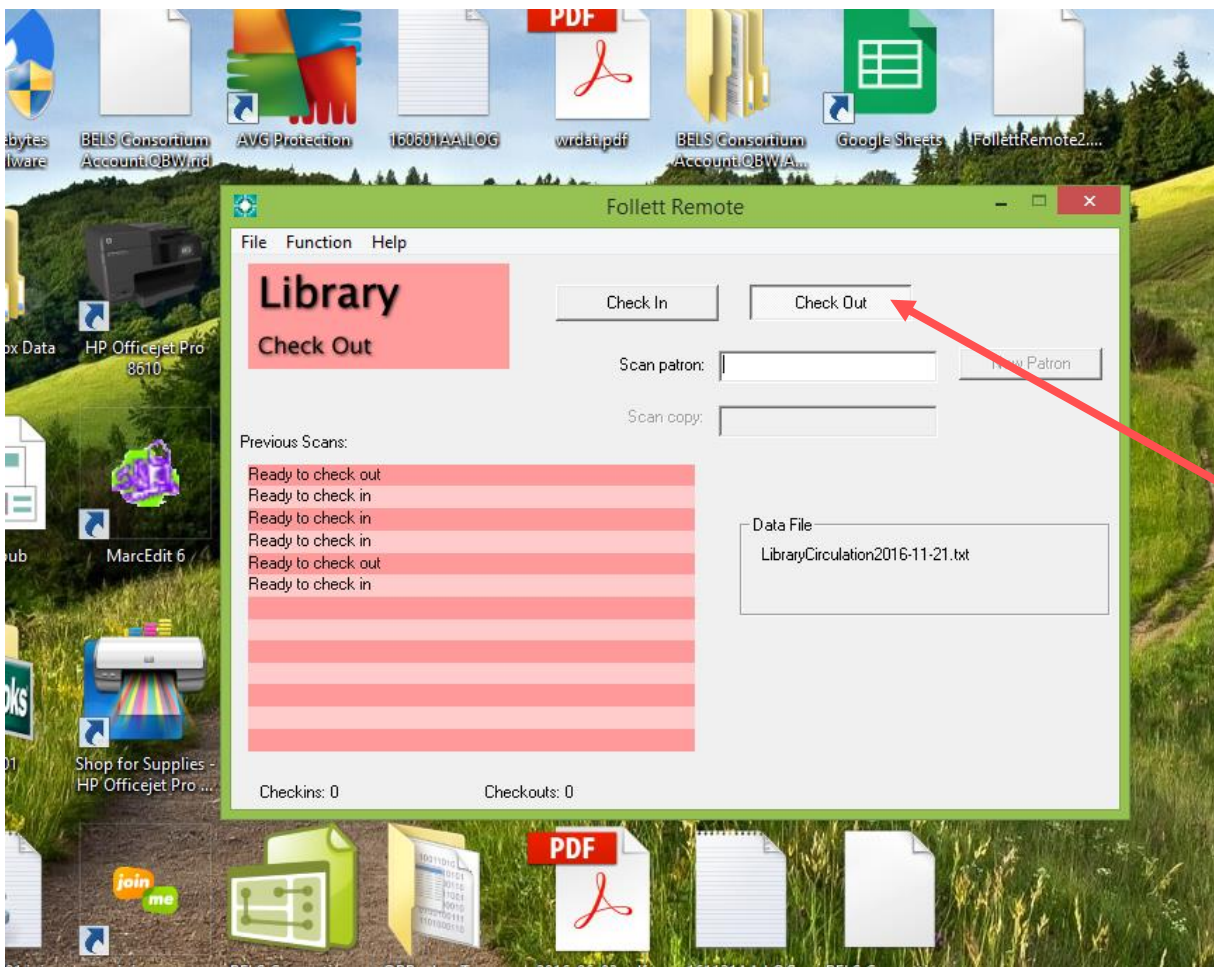 PDF
BELS Consortium
Account.QBW.nd
AVG Protection
160601AA.LOG
wrdati.pdf
BELS Consortium
Account.QBW.A...
Google Sheets
FollettRemote2....
Follett Remote
File Function Help
Library
Check Out
Check In
Check Out
Scan patron:
New Patron
Scan copy:
Previous Scans:
Ready to check out
Ready to check in
Ready to check in
Ready to check in
Ready to check out
Ready to check in
Data File
LibraryCirculation2016-11-21.txt
Checkins: 0
Checkouts: 0
ox Data
HP Officejet Pro
8610
MarcEdit 6
Shop for Supplies -
HP Officejet Pro ...
join
me
PDF